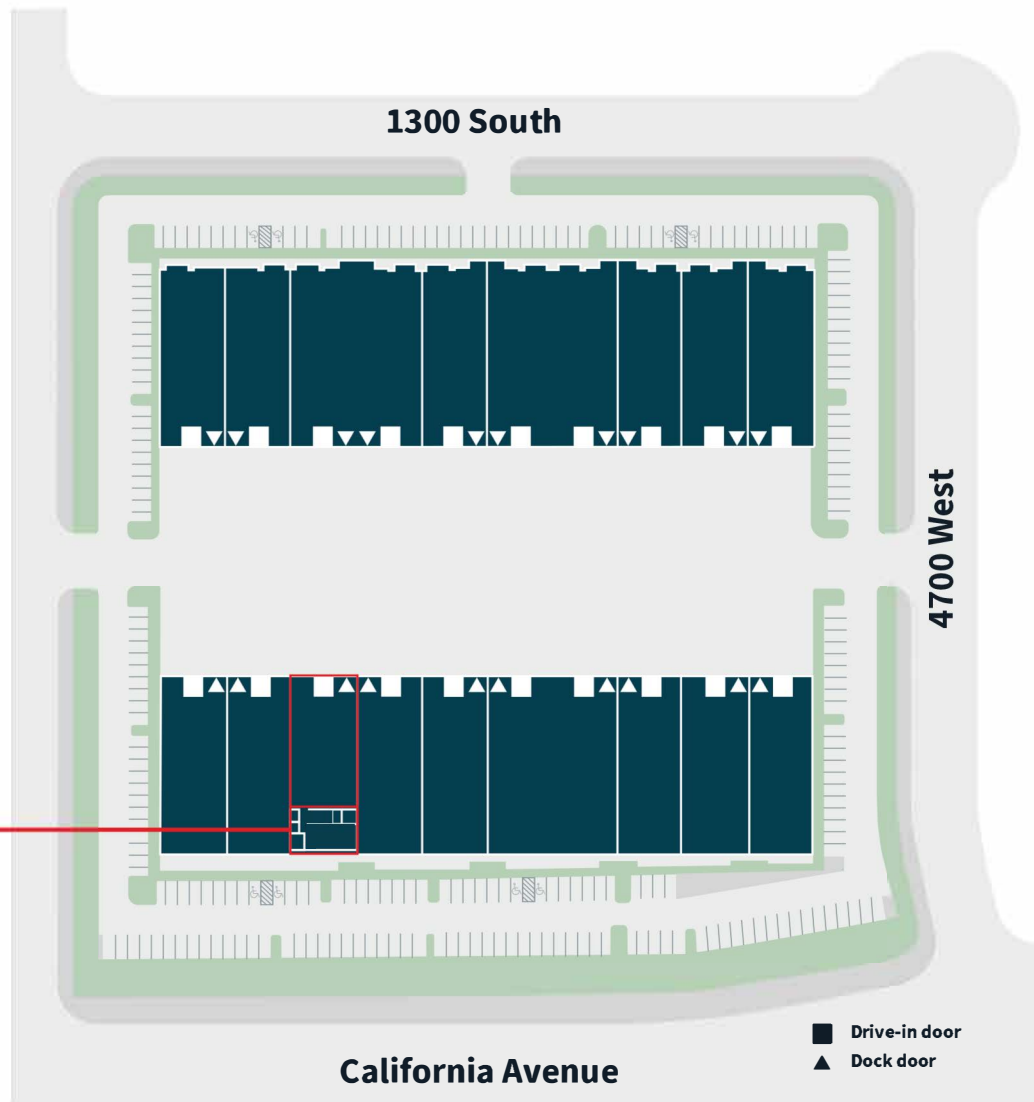 1300 South
4700 West
Drive-in door
Dock door
California Avenue